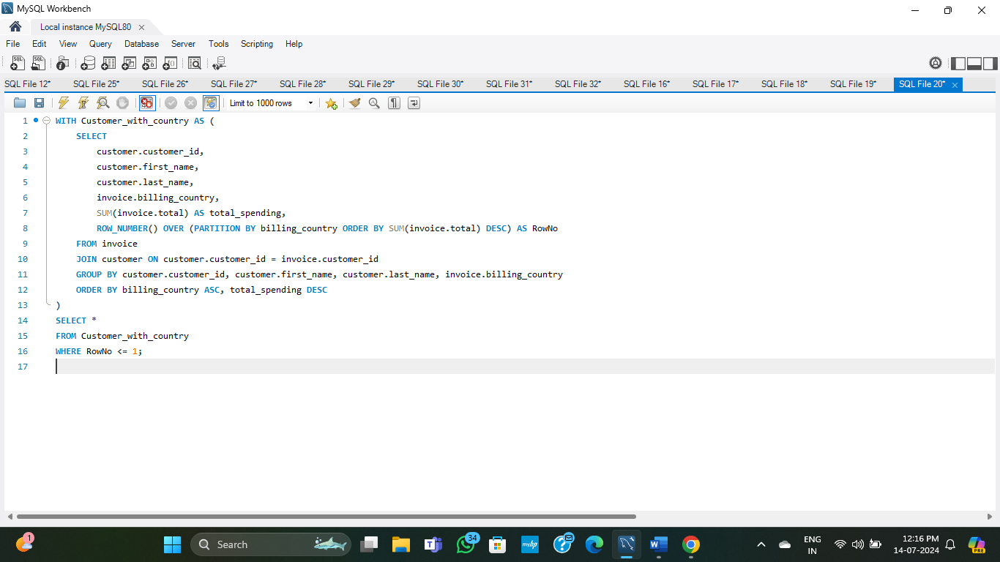 MySQL Workbench
Local instance MySQL80
File Edit View Query Database Server Tools Scripting Help
SQL File 12* SQL File 25* SQL File 26* SQL File 27* SQL File 28* SQL File 29* SQL File 30* SQL File 31* SQL File 32* SQL File 16* SQL File 17* SQL File 18* SQL File 19* SQL File 20*
Limit to 1000 rows
1 WITH Customer_with_country AS (
2 SELECT
3 customer.customer_id,
4 customer.first_name,
5 customer.last_name,
6 invoice.billing_country,
7 SUM(invoice.total) AS total_spending,
8 ROW_NUMBER() OVER (PARTITION BY billing_country ORDER BY SUM(invoice.total) DESC) AS RowNo
9 FROM invoice
10 JOIN customer ON customer.customer_id = invoice.customer_id
11 GROUP BY customer.customer_id, customer.first_name, customer.last_name, invoice.billing_country
12 ORDER BY billing_country ASC, total_spending DESC
13 )
14 SELECT *
15 FROM Customer_with_country
16 WHERE RowNo <= 1;
17
1 Search 34 myhp ENG 12:16 PM
IN 14-07-2024 PRE